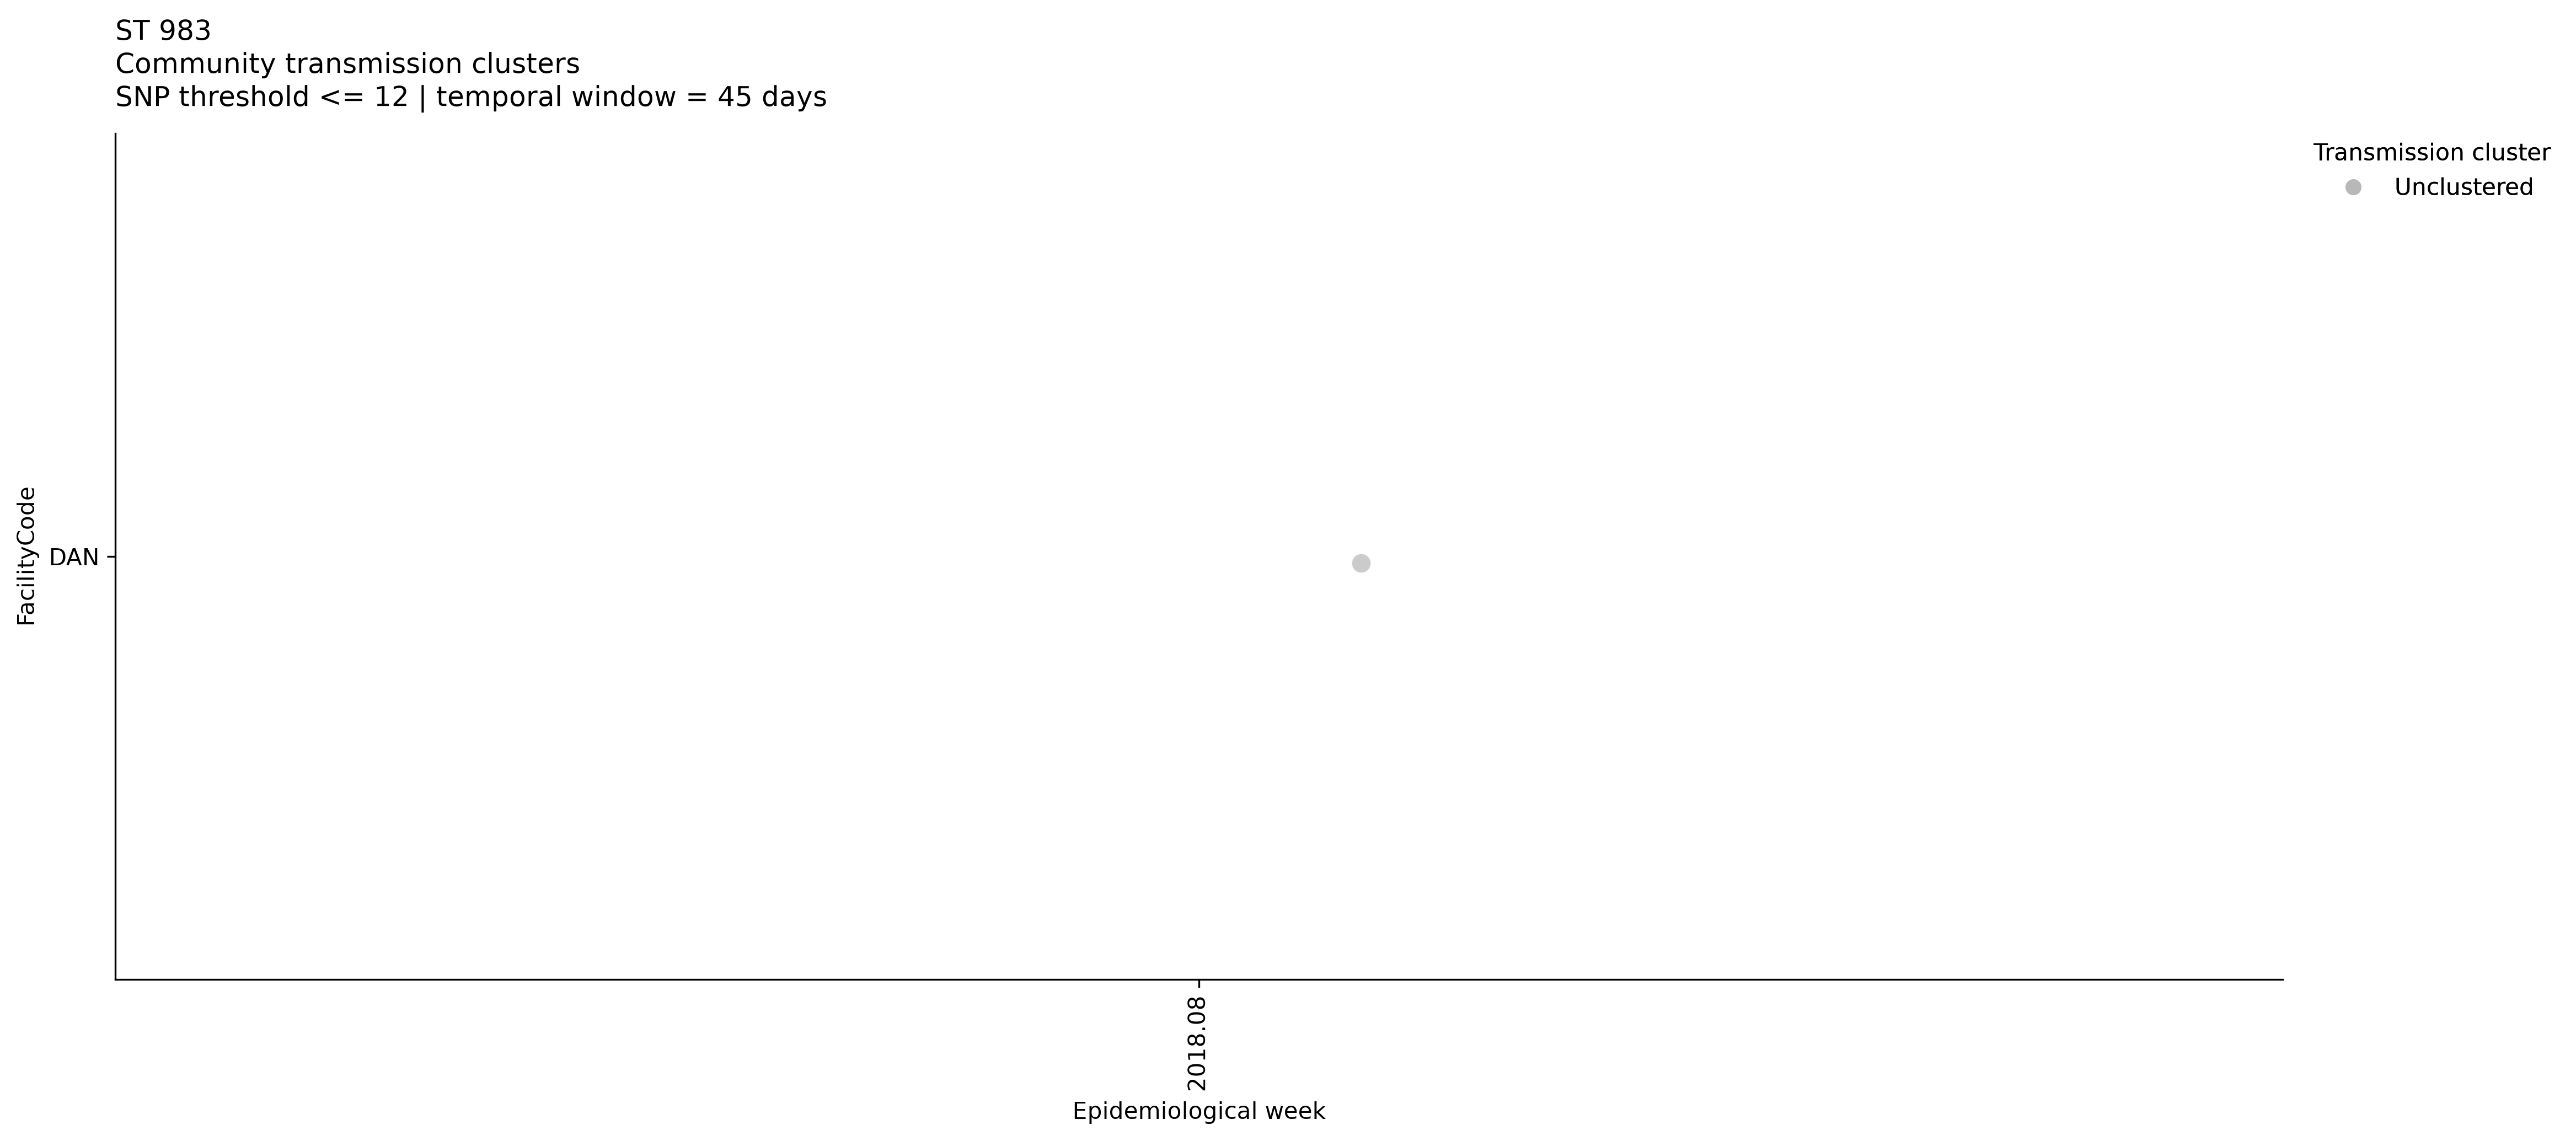 ST 983
Community transmission clusters
SNP threshold <= 12 | temporal window = 45 days
Transmission cluster
Unclustered
FacilityCode
DAN
2018.08
Epidemiological week